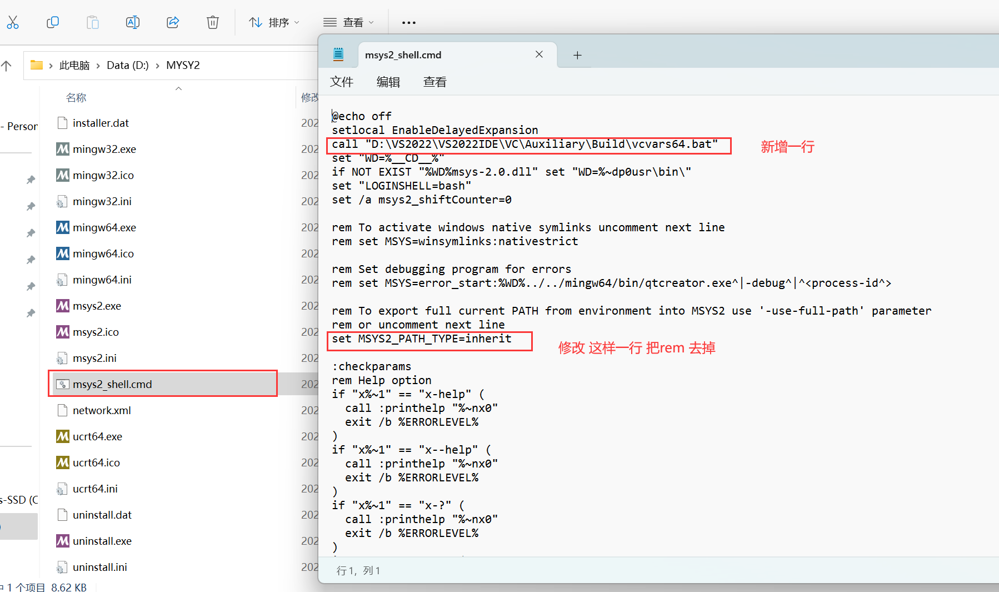 排序
查看
此电脑 > Data (D:) > MYSY2
名称
修改
- Person
installer.dat
202
mingw32.exe
202
mingw32.ico
202
mingw32.ini
202
mingw64.exe
202
mingw64.ico
202
mingw64.ini
202
msys2.exe
202
msys2.ico
202
msys2.ini
202
msys2_shell.cmd
202
network.xml
202
ucrt64.exe
202
ucrt64.ico
202
ucrt64.ini
202
s-SSD (C
uninstall.dat
202
uninstall.exe
202
uninstall.ini
202
中 1 个项目 8.62 KB
msys2_shell.cmd
文件 编辑 查看
@echo off
setlocal EnableDelayedExpansion
call "D:\VS2022\VS2022IDE\VC\Auxiliary\Build\vcvars64.bat"
新增一行
set "WD=%__CD__%"
if NOT EXIST "%WD%msys-2.0.dll" set "WD=%~dp0usr\bin\"
set "LOGINSHELL=bash"
set /a msys2_shiftCounter=0
rem To activate windows native symlinks uncomment next line
rem set MSYS=winsymlinks:nativestrict
rem Set debugging program for errors
rem set MSYS=error_start:%WD%../../mingw64/bin/qtcreator.exe^|-debug^|^<process-id^>
rem To export full current PATH from environment into MSYS2 use '-use-full-path' parameter
rem or uncomment next line
set MSYS2_PATH_TYPE=inherit
修改 这样一行 把rem 去掉
:checkparams
rem Help option
if "x%~1" == "x-help" (
call :printhelp "%~nx0"
exit /b %ERRORLEVEL%
)
if "x%~1" == "x--help" (
call :printhelp "%~nx0"
exit /b %ERRORLEVEL%
)
if "x%~1" == "x-?" (
call :printhelp "%~nx0"
exit /b %ERRORLEVEL%
)
行 1, 列 1